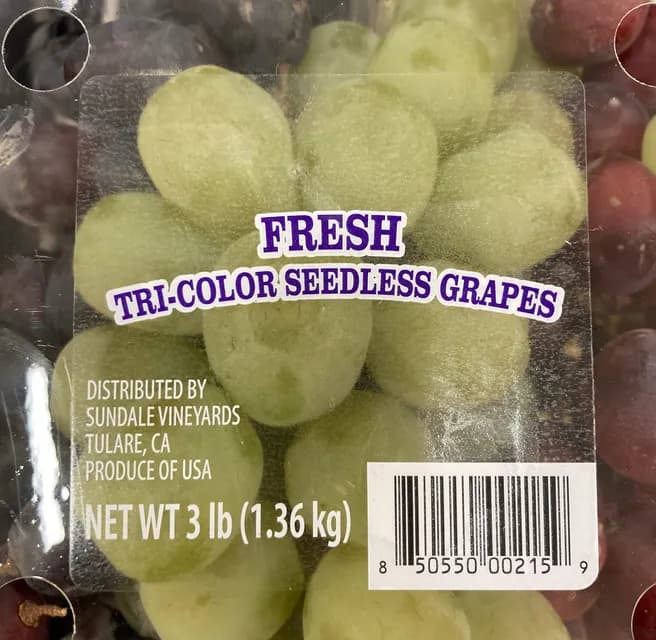 FRESH
TRI-COLOR SEEDLESS GRAPES
DISTRIBUTED BY
SUNDALE VINEYARDS
TULARE, CA
PRODUCE OF USA
NET WT 3 lb (1.36 kg)
8 50550 00215 9